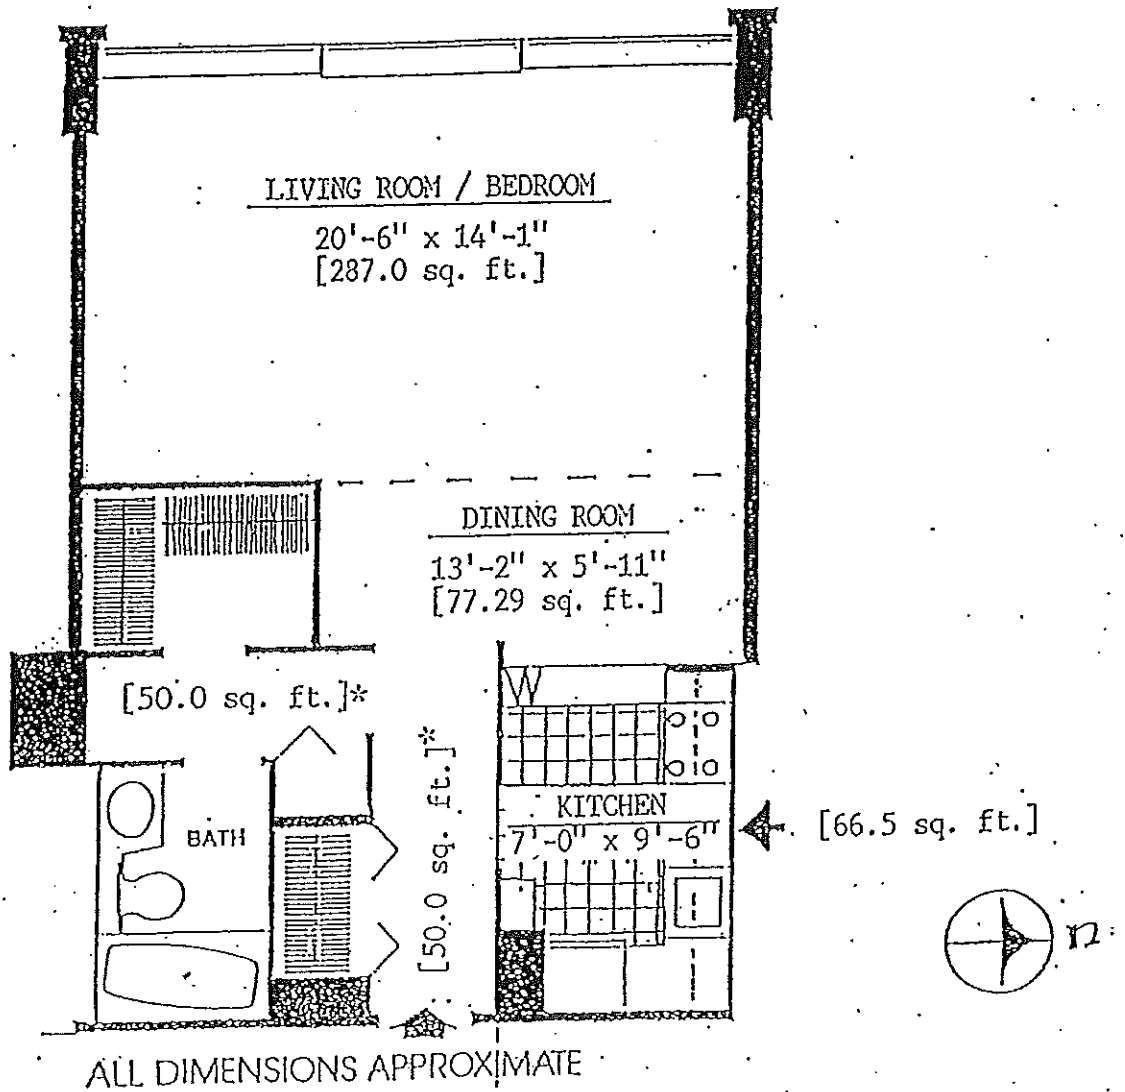 LIVING ROOM / BEDROOM
20'-6" x 14'-1"
[287.0 sq. ft.]
DINING ROOM
13'-2" x 5'-11"
[77.29 sq. ft.]
[50.0 sq. ft.]*
[50.0 sq. ft.]*
KITCHEN
7'-0" x 9'-6"
[66.5 sq. ft.]
BATH
n
ALL DIMENSIONS APPROXIMATE